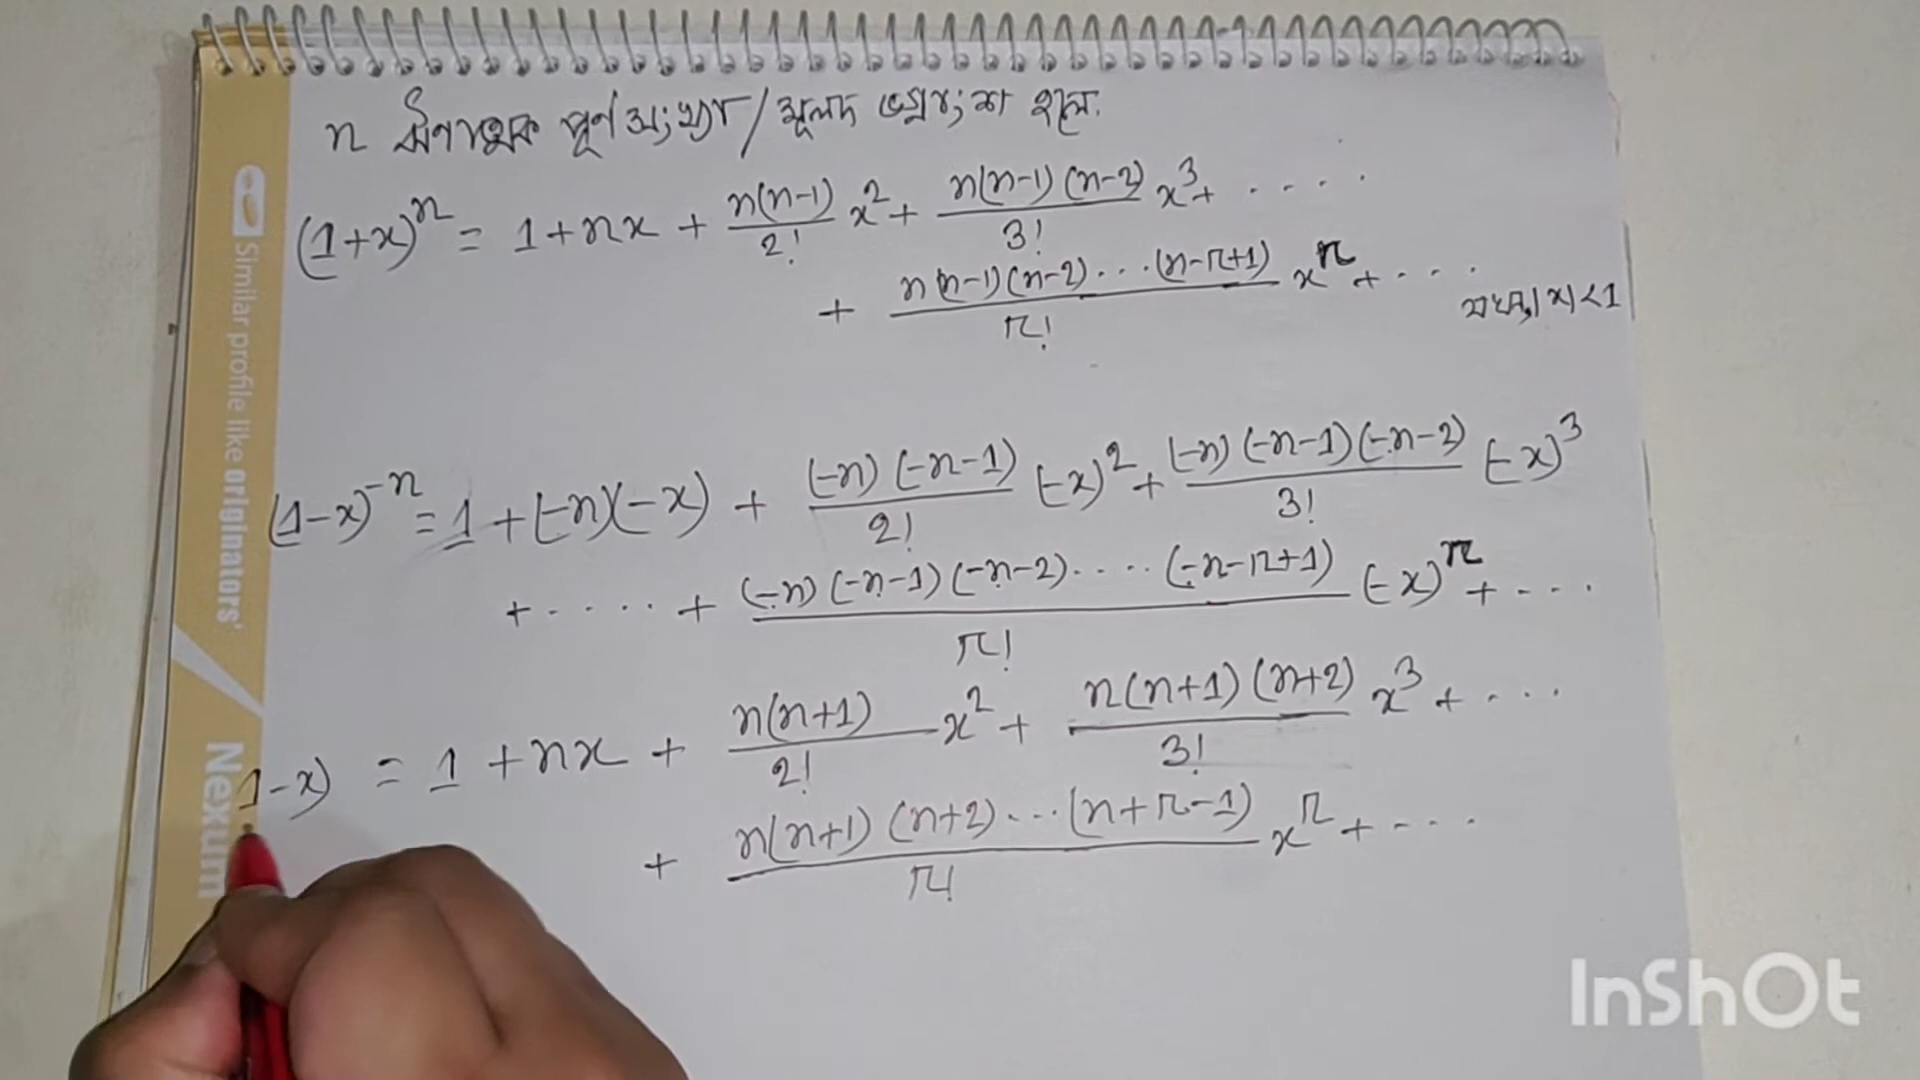 n ঋণাত্মক পূর্ণ সংখ্যা/মূলদ ভগ্নাংশ হলে.
(1+x)^n = 1+nx + n(n-1)/2! x^2 + n(n-1)(n-2)/3! x^3 + ....
+ n(n-1)(n-2)...(n-r+1)/r! x^r + ...
যখন, |x|<1
(1-x)^-n = 1 + (-n)(-x) + (-n)(-n-1)/2! (-x)^2 + (-n)(-n-1)(-n-2)/3! (-x)^3
+ .... + (-n)(-n-1)(-n-2).....(-n-r+1)/r! (-x)^r + ...
1-x) = 1 + nx + n(n+1)/2! x^2 + n(n+1)(n+2)/3! x^3 + ...
+ n(n+1)(n+2)...(n+r-1)/r! x^r + ...
Similar profile like originators'
Nexum
InShOt